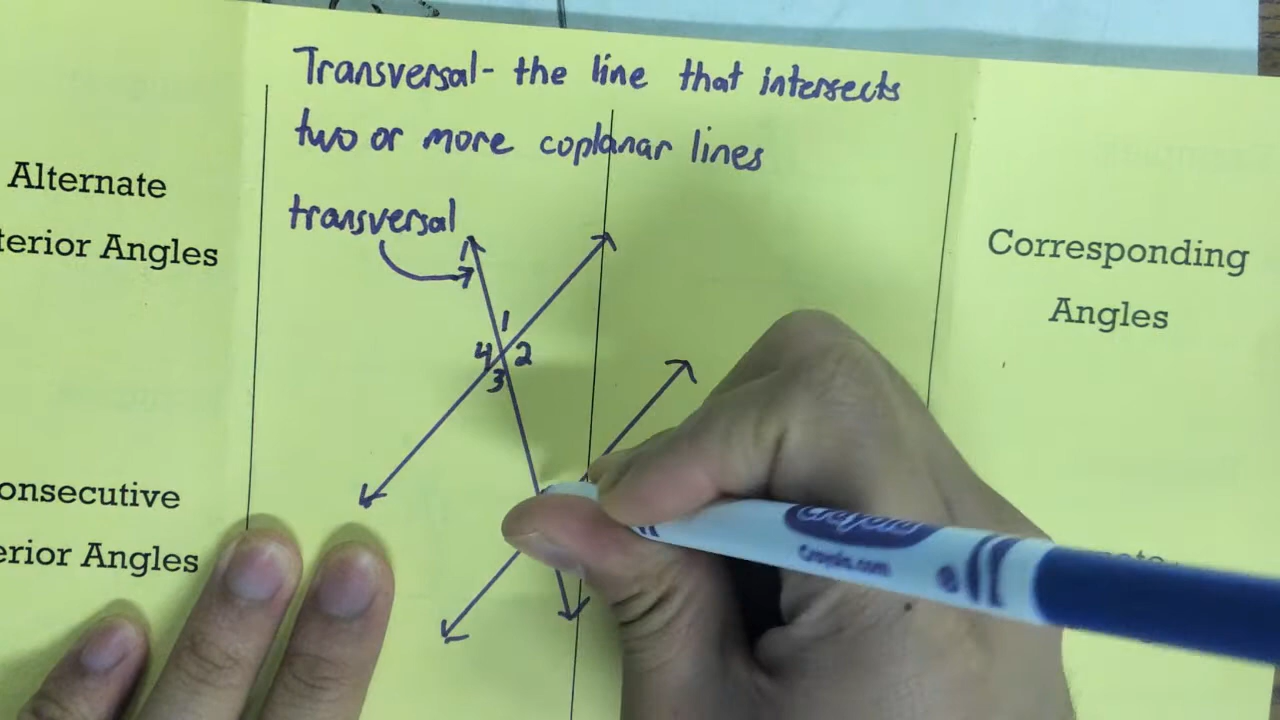 Transversal- the line that intersects
two or more coplanar lines
transversal
Alternate
terior Angles
1
4 2
3
Corresponding
Angles
onsecutive
erior Angles
Crayola
Crayola.com